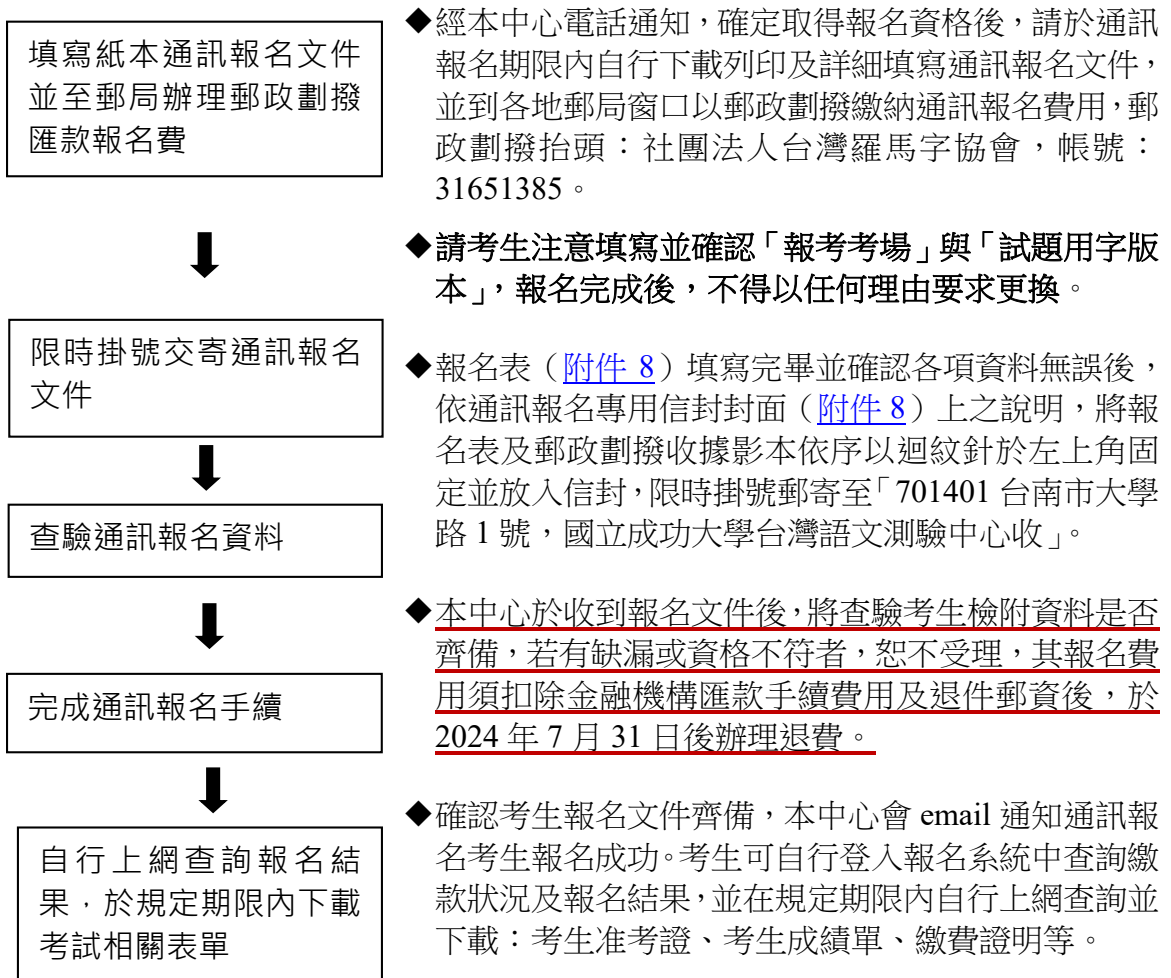 填寫紙本通訊報名文件
並至郵局辦理郵政劃撥
匯款報名費
◆經本中心電話通知，確定取得報名資格後，請於通訊
報名期限內自行下載列印及詳細填寫通訊報名文件，
並到各地郵局窗口以郵政劃撥繳納通訊報名費用，郵
政劃撥抬頭：社團法人台灣羅馬字協會，帳號：
31651385。
◆請考生注意填寫並確認「報考考場」與「試題用字版
本」，報名完成後，不得以任何理由要求更換。
限時掛號交寄通訊報名
文件
◆報名表（附件 8）填寫完畢並確認各項資料無誤後，
依通訊報名專用信封封面（附件 8）上之說明，將報
名表及郵政劃撥收據影本依序以迴紋針於左上角固
定並放入信封，限時掛號郵寄至「701401 台南市大學
路 1 號，國立成功大學台灣語文測驗中心收」。
查驗通訊報名資料
◆本中心於收到報名文件後，將查驗考生檢附資料是否
齊備，若有缺漏或資格不符者，恕不受理，其報名費
用須扣除金融機構匯款手續費用及退件郵資後，於
2024 年 7 月 31 日後辦理退費。
完成通訊報名手續
◆確認考生報名文件齊備，本中心會 email 通知通訊報
名考生報名成功。考生可自行登入報名系統中查詢繳
款狀況及報名結果，並在規定期限內自行上網查詢並
下載：考生准考證、考生成績單、繳費證明等。
自行上網查詢報名結
果，於規定期限內下載
考試相關表單